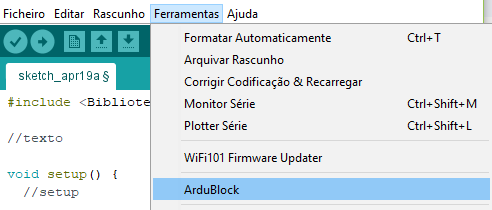 Ficheiro Editar Rascunho Ferramentas Ajuda
Formatar Automaticamente Ctrl+T
Arquivar Rascunho
Corrigir Codificação & Recarregar
Monitor Série Ctrl+Shift+M
Plotter Série Ctrl+Shift+L
WiFi101 Firmware Updater
ArduBlock
sketch_apr19a §
#include <Bibliote
//texto
void setup() {
//setup